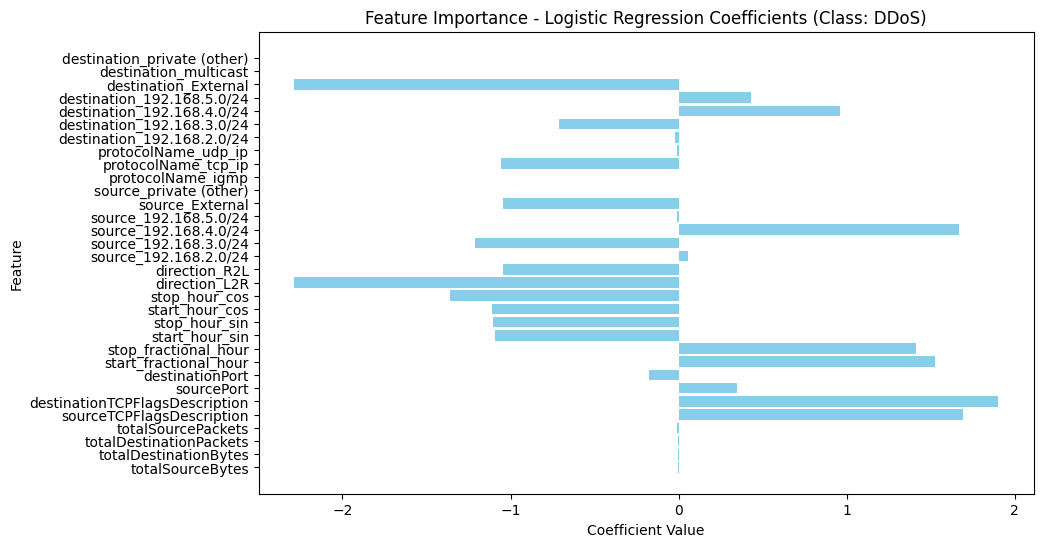 Feature Importance - Logistic Regression Coefficients (Class: DDoS)
destination_private (other)
destination_multicast
destination_External
destination_192.168.5.0/24
destination_192.168.4.0/24
destination_192.168.3.0/24
destination_192.168.2.0/24
protocolName_udp_ip
protocolName_tcp_ip
protocolName_igmp
source_private (other)
source_External
source_192.168.5.0/24
source_192.168.4.0/24
source_192.168.3.0/24
source_192.168.2.0/24
direction_R2L
direction_L2R
stop_hour_cos
start_hour_cos
stop_hour_sin
start_hour_sin
stop_fractional_hour
start_fractional_hour
destinationPort
sourcePort
destinationTCPFlagsDescription
sourceTCPFlagsDescription
totalSourcePackets
totalDestinationPackets
totalDestinationBytes
totalSourceBytes
Feature
−2 −1 0 1 2
Coefficient Value